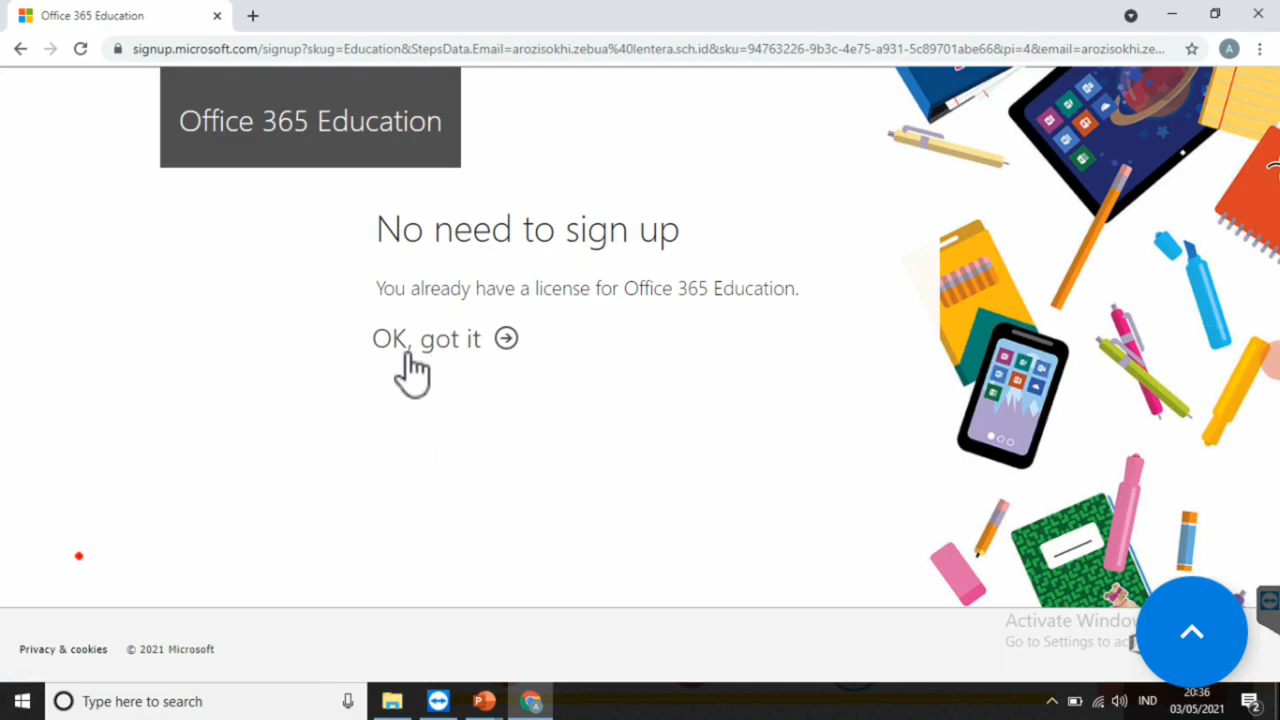 Office 365 Education
signup.microsoft.com/signup?skug=Education&StepsData.Email=arozisokhi.zebua%40lentera.sch.id&sku=94763226-9b3c-4e75-a931-5c89701abe66&pi=4&email=arozisokhi.ze...
A
Office 365 Education
No need to sign up
You already have a license for Office 365 Education.
OK, got it
Activate Windo
Go to Settings to ac
Privacy & cookies © 2021 Microsoft
Type here to search
IND
20:36
03/05/2021
2